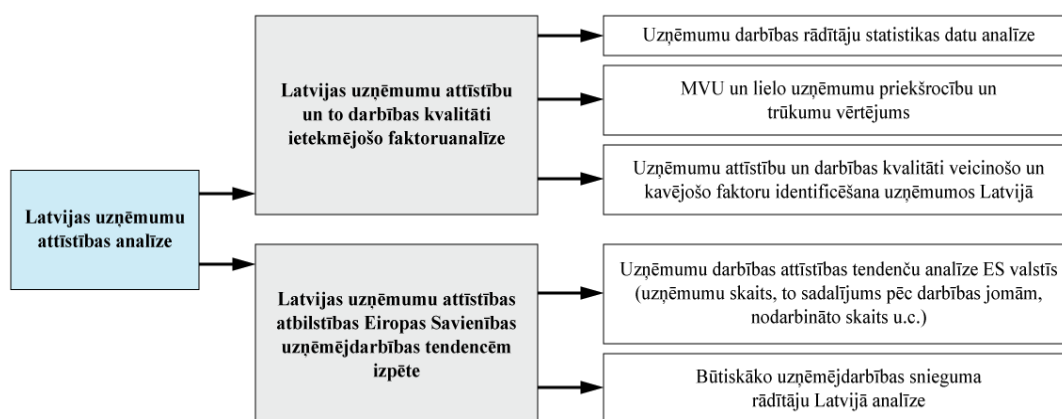 Latvijas uzņēmumu
attīstības analīze
Latvijas uzņēmumu attīstību
un to darbības kvalitāti
ietekmējošo faktoruanalīze
Uzņēmumu darbības rādītāju statistikas datu analīze
MVU un lielo uzņēmumu priekšrocību un
trūkumu vērtējums
Uzņēmumu attīstību un darbības kvalitāti veicinošo un
kavējošo faktoru identificēšana uzņēmumos Latvijā
Latvijas uzņēmumu attīstības
atbilstības Eiropas Savienības
uzņēmējdarbības tendencēm
izpēte
Uzņēmumu darbības attīstības tendenču analīze ES valstīs
(uzņēmumu skaits, to sadalījums pēc darbības jomām,
nodarbināto skaits u.c.)
Būtiskāko uzņēmējdarbības snieguma
rādītāju Latvijā analīze